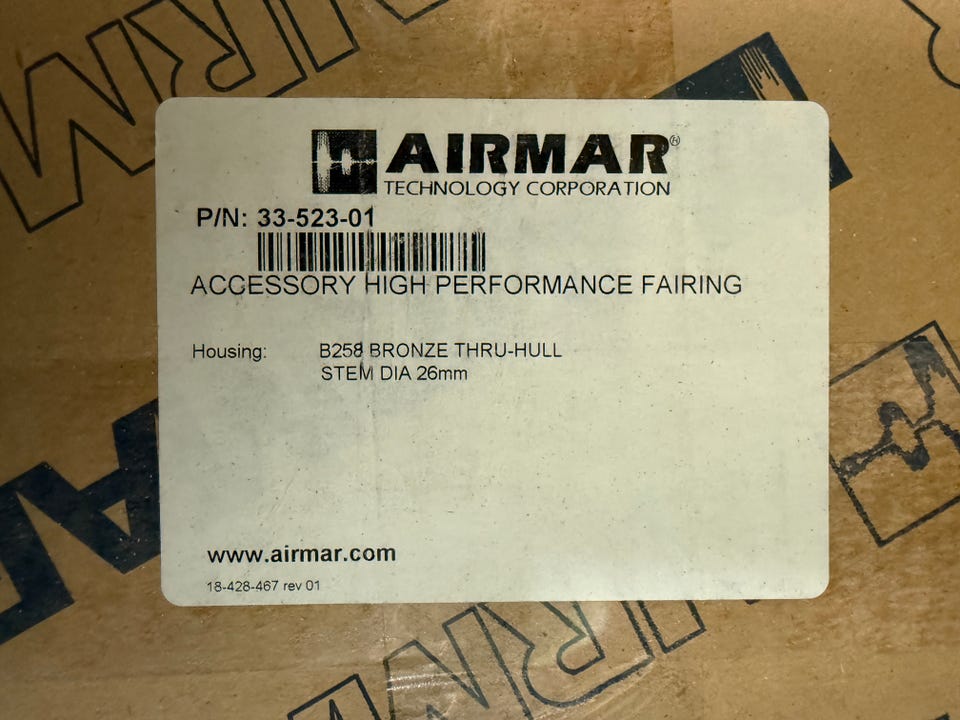 AIRMAR®
TECHNOLOGY CORPORATION
P/N: 33-523-01
ACCESSORY HIGH PERFORMANCE FAIRING
Housing: B258 BRONZE THRU-HULL
STEM DIA 26mm
www.airmar.com
18-428-467 rev 01